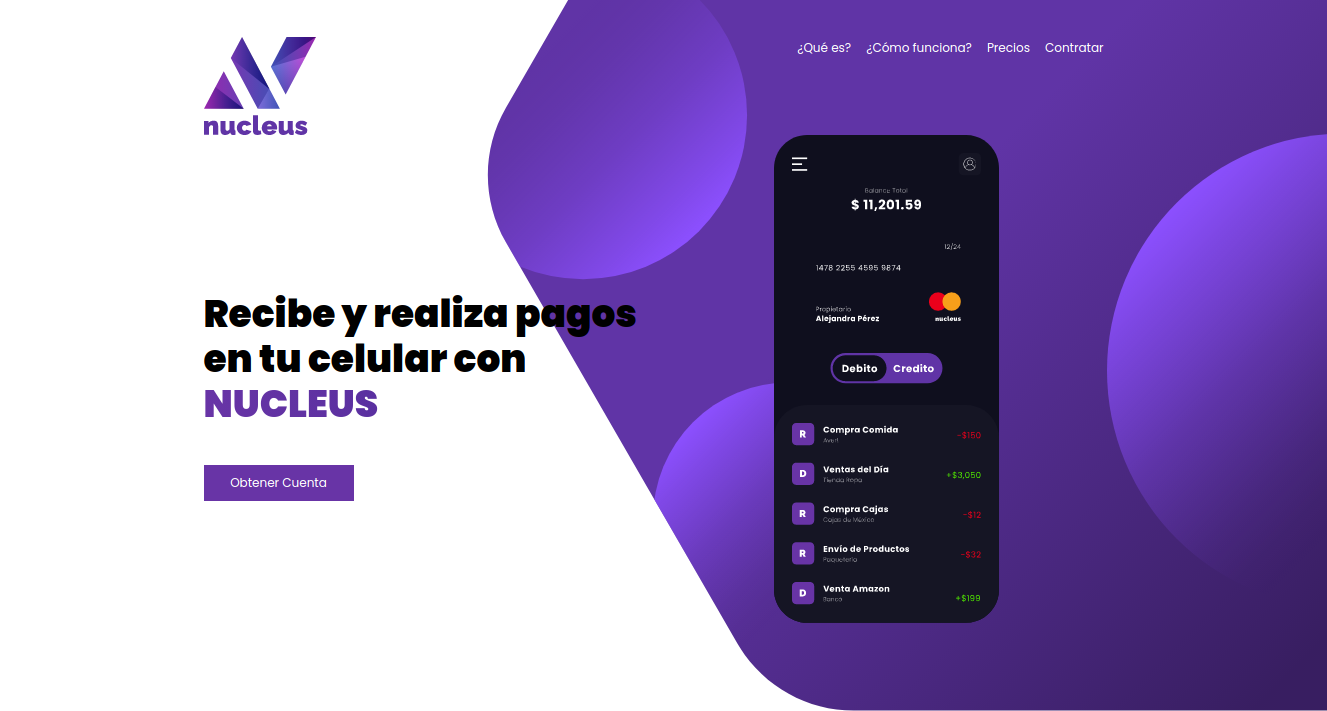 nucleus
¿Qué es? ¿Cómo funciona? Precios Contratar
Recibe y realiza pagos
en tu celular con
NUCLEUS
Obtener Cuenta
Balance Total
$ 11,201.59
12/24
1478 2255 4595 9874
Propietario
Alejandra Pérez
nucleus
Debito Credito
R Compra Comida -$150
D Ventas del Día +$3,050
Tienda Ropa
R Compra Cajas -$12
Cajas de México
R Envío de Productos -$32
Paquetería
D Venta Amazon +$199
Banco